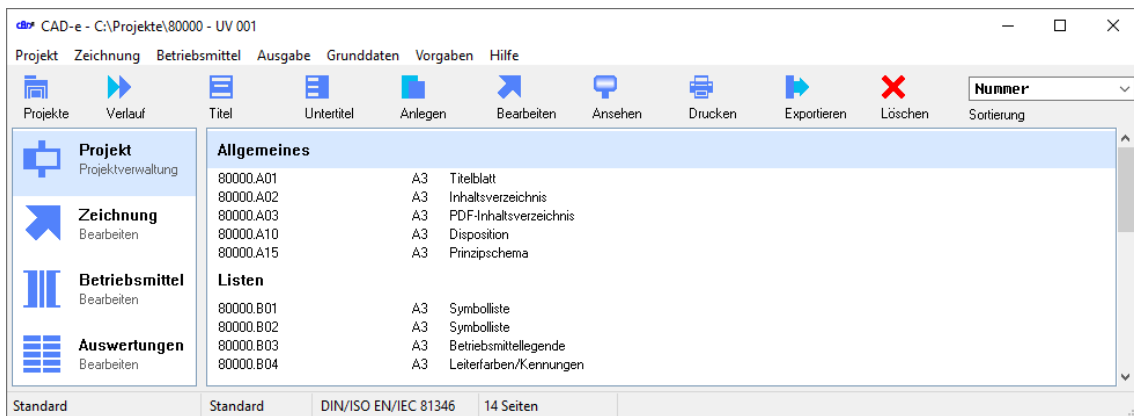 CAD-e - C:\Projekte\80000 - UV 001
Projekt Zeichnung Betriebsmittel Ausgabe Grunddaten Vorgaben Hilfe
Projekte Verlauf Titel Untertitel Anlegen Bearbeiten Ansehen Drucken Exportieren Löschen
Nummer
Sortierung
Projekt
Projektverwaltung
Zeichnung
Bearbeiten
Betriebsmittel
Bearbeiten
Auswertungen
Bearbeiten
Allgemeines
80000.A01 A3 Titelblatt
80000.A02 A3 Inhaltsverzeichnis
80000.A03 A3 PDF-Inhaltsverzeichnis
80000.A10 A3 Disposition
80000.A15 A3 Prinzipschema
Listen
80000.B01 A3 Symbolliste
80000.B02 A3 Symbolliste
80000.B03 A3 Betriebsmittellegende
80000.B04 A3 Leiterfarben/Kennungen
Standard Standard DIN/ISO EN/IEC 81346 14 Seiten